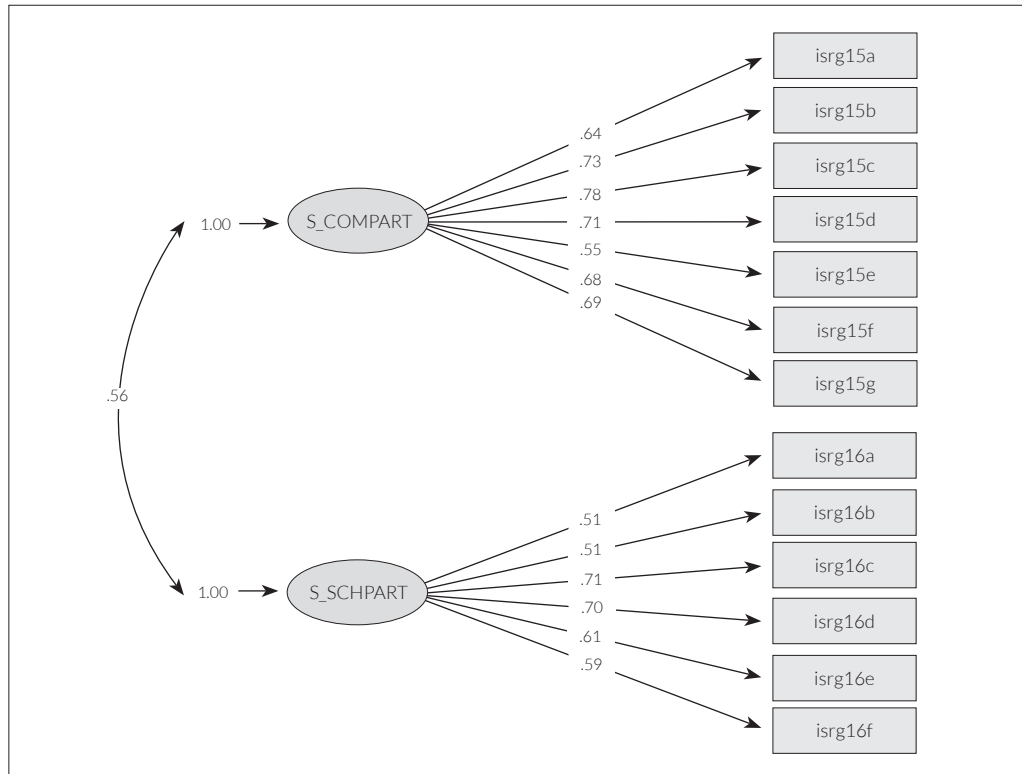 isrg15a
isrg15b
isrg15c
isrg15d
isrg15e
isrg15f
isrg15g
.64
.73
.78
.71
.55
.68
.69
1.00
S_COMPART
.56
isrg16a
isrg16b
isrg16c
isrg16d
isrg16e
isrg16f
.51
.51
.71
.70
.61
.59
1.00
S_SCHPART